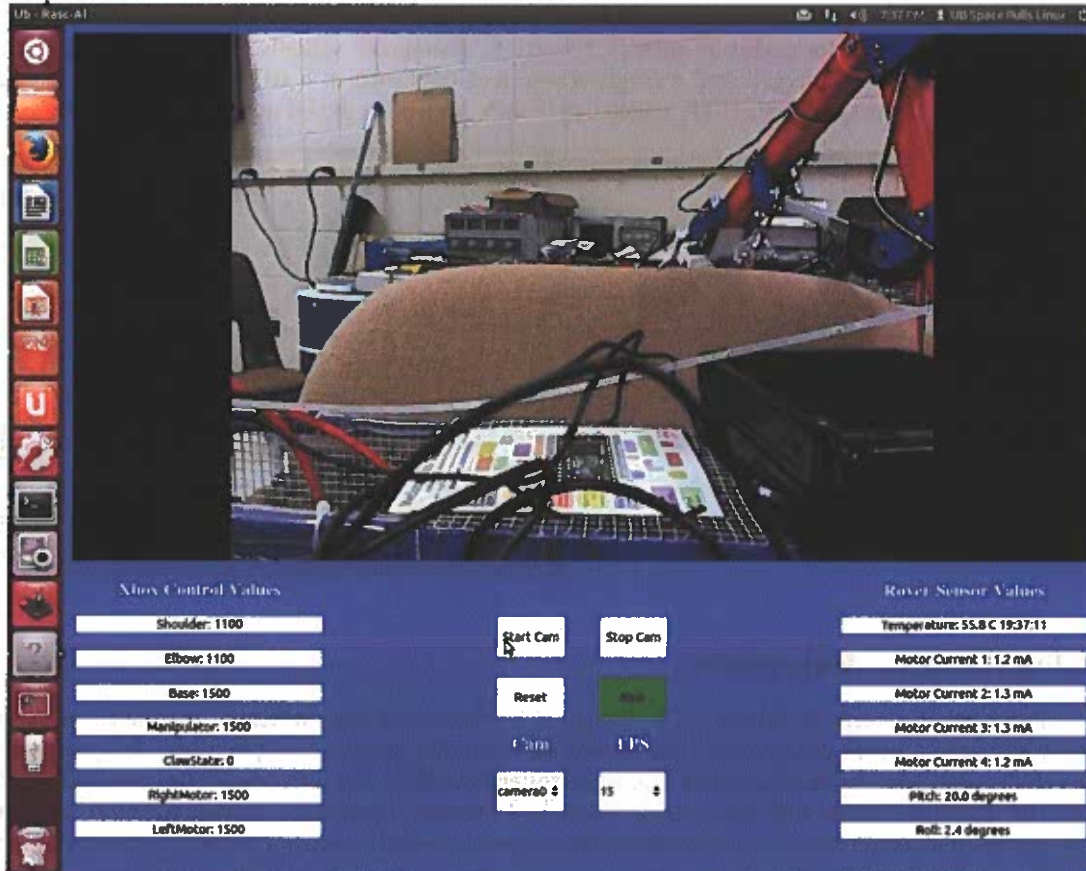 Ub - Rasc-Al
7:37 PM UB Space Bulls Linux
Xbox Control Values
Shoulder: 1100
Elbow: 1100
Base: 1500
Manipulator: 1500
ClawState: 0
RightMotor: 1500
LeftMotor: 1500
Start Cam
Stop Cam
Reset
Cam
FPS
camera0
15
Rover Sensor Values
Temperature: 55.8 C 19:37:11
Motor Current 1: 1.2 mA
Motor Current 2: 1.3 mA
Motor Current 3: 1.3 mA
Motor Current 4: 1.2 mA
Pitch: 20.0 degrees
Roll: 2.4 degrees